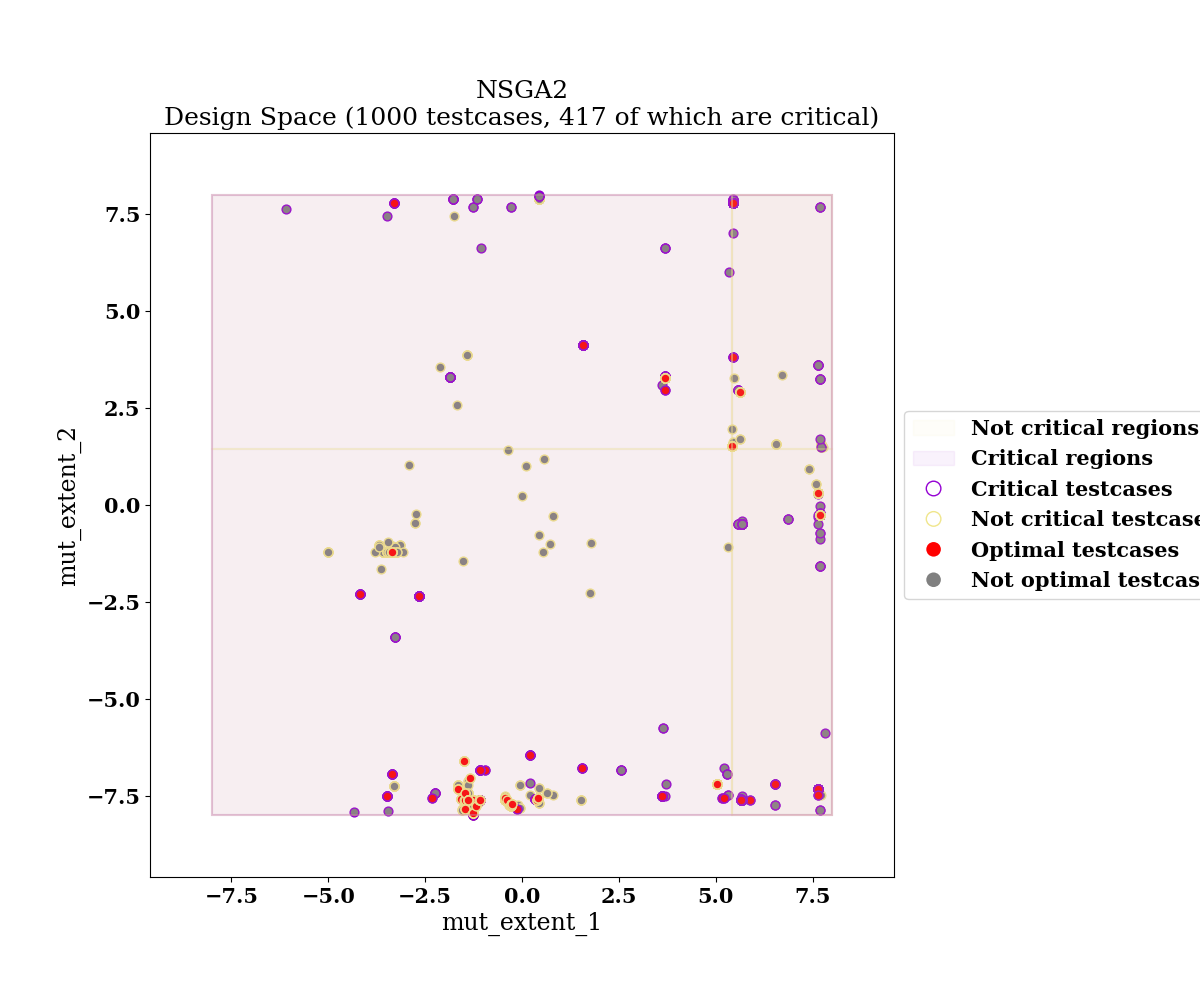 NSGA2
Design Space (1000 testcases, 417 of which are critical)
7.5
5.0
2.5
0.0
−2.5
−5.0
−7.5
mut_extent_2
−7.5
−5.0
−2.5
0.0
2.5
5.0
7.5
mut_extent_1
Not critical regions
Critical regions
Critical testcases
Not critical testcase
Optimal testcases
Not optimal testcas